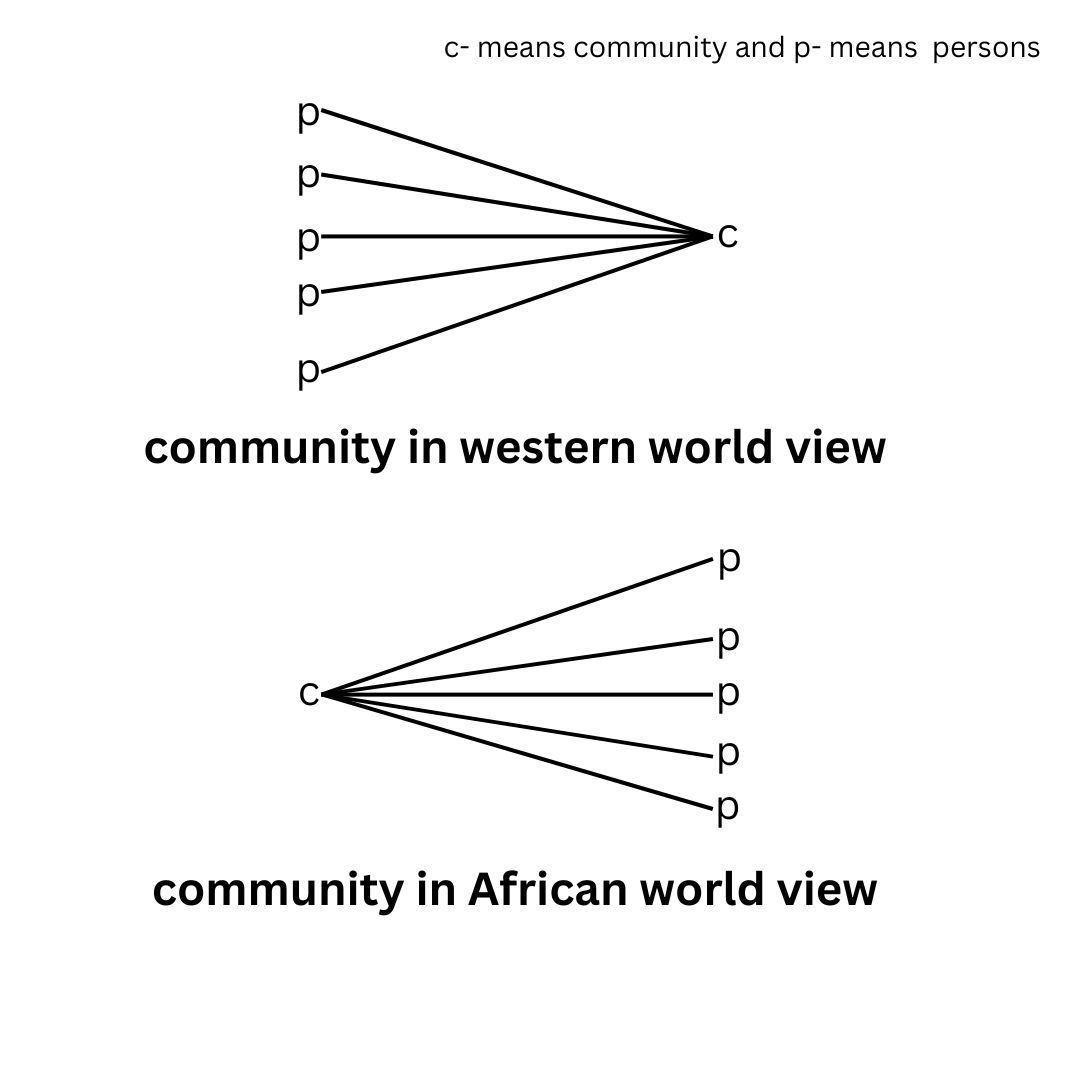 c- means community and p- means  persons
p
p
p
c
p
p
community in western world view
p
p
c
p
p
p
community in African world view